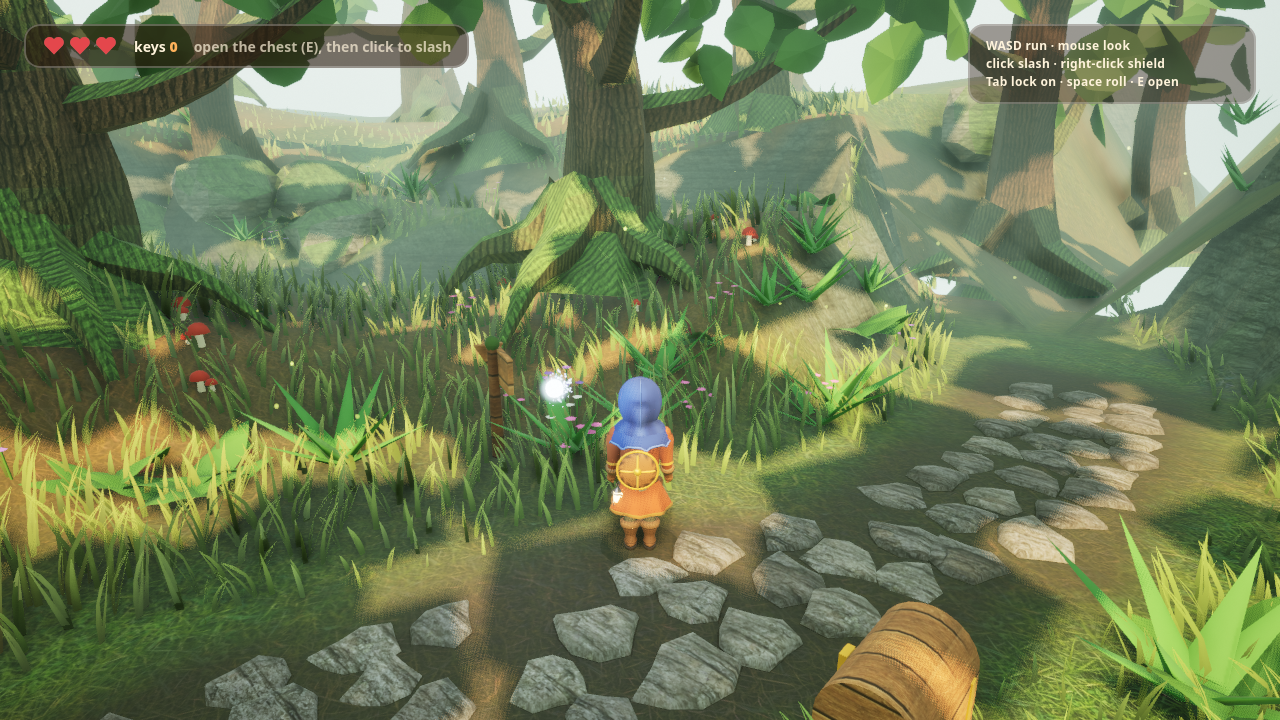 keys 0 open the chest (E), then click to slash
WASD run · mouse look
click slash · right-click shield
Tab lock on · space roll · E open